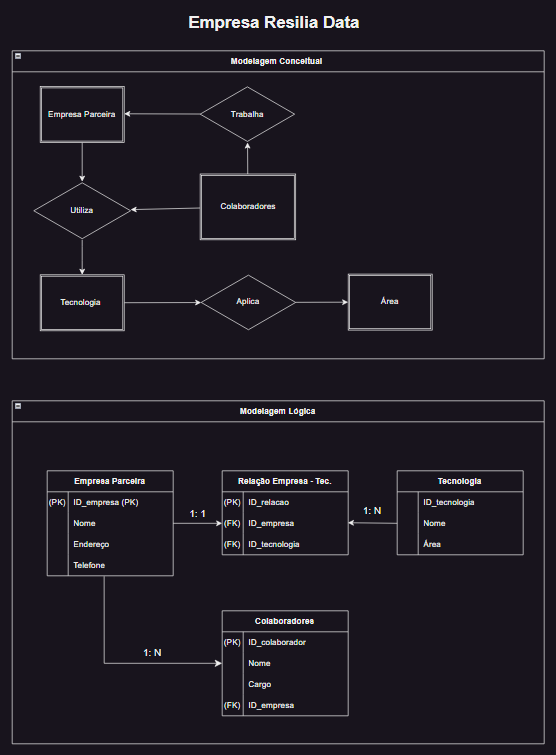 Empresa Resilia Data
Modelagem Conceitual
Empresa Parceira
Trabalha
Colaboradores
Utiliza
Tecnologia
Aplica
Área
Modelagem Lógica
Empresa Parceira
(PK) ID_empresa (PK)
Nome
Endereço
Telefone
1: 1
Relação Empresa - Tec.
(PK) ID_relacao
(FK) ID_empresa
(FK) ID_tecnologia
1: N
Tecnologia
ID_tecnologia
Nome
Área
1: N
Colaboradores
(PK) ID_colaborador
Nome
Cargo
(FK) ID_empresa